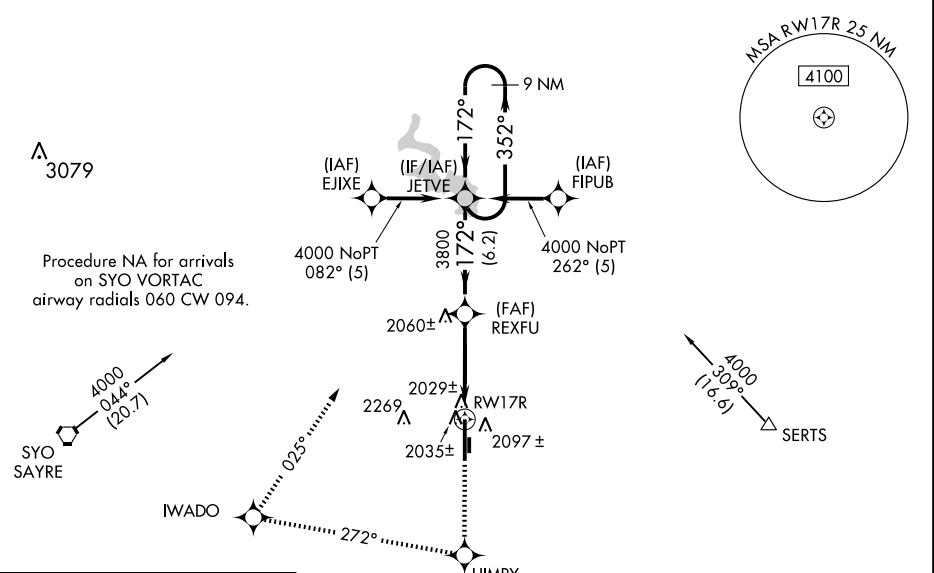 MSA RW17R 25 NM
4100
9 NM
172°
352°
3079
(IAF)
EJIXE
(IF/IAF)
JETVE
(IAF)
FIPUB
4000 NoPT
082° (5)
3800
172°
(6.2)
4000 NoPT
262° (5)
Procedure NA for arrivals
on SYO VORTAC
airway radials 060 CW 094.
(FAF)
REXFU
2060±
4000
044°
(20.7)
SYO
SAYRE
4000
309°
(16.6)
SERTS
2029±
RW17R
2269
2035±
2097 ±
025°
IWADO
272°